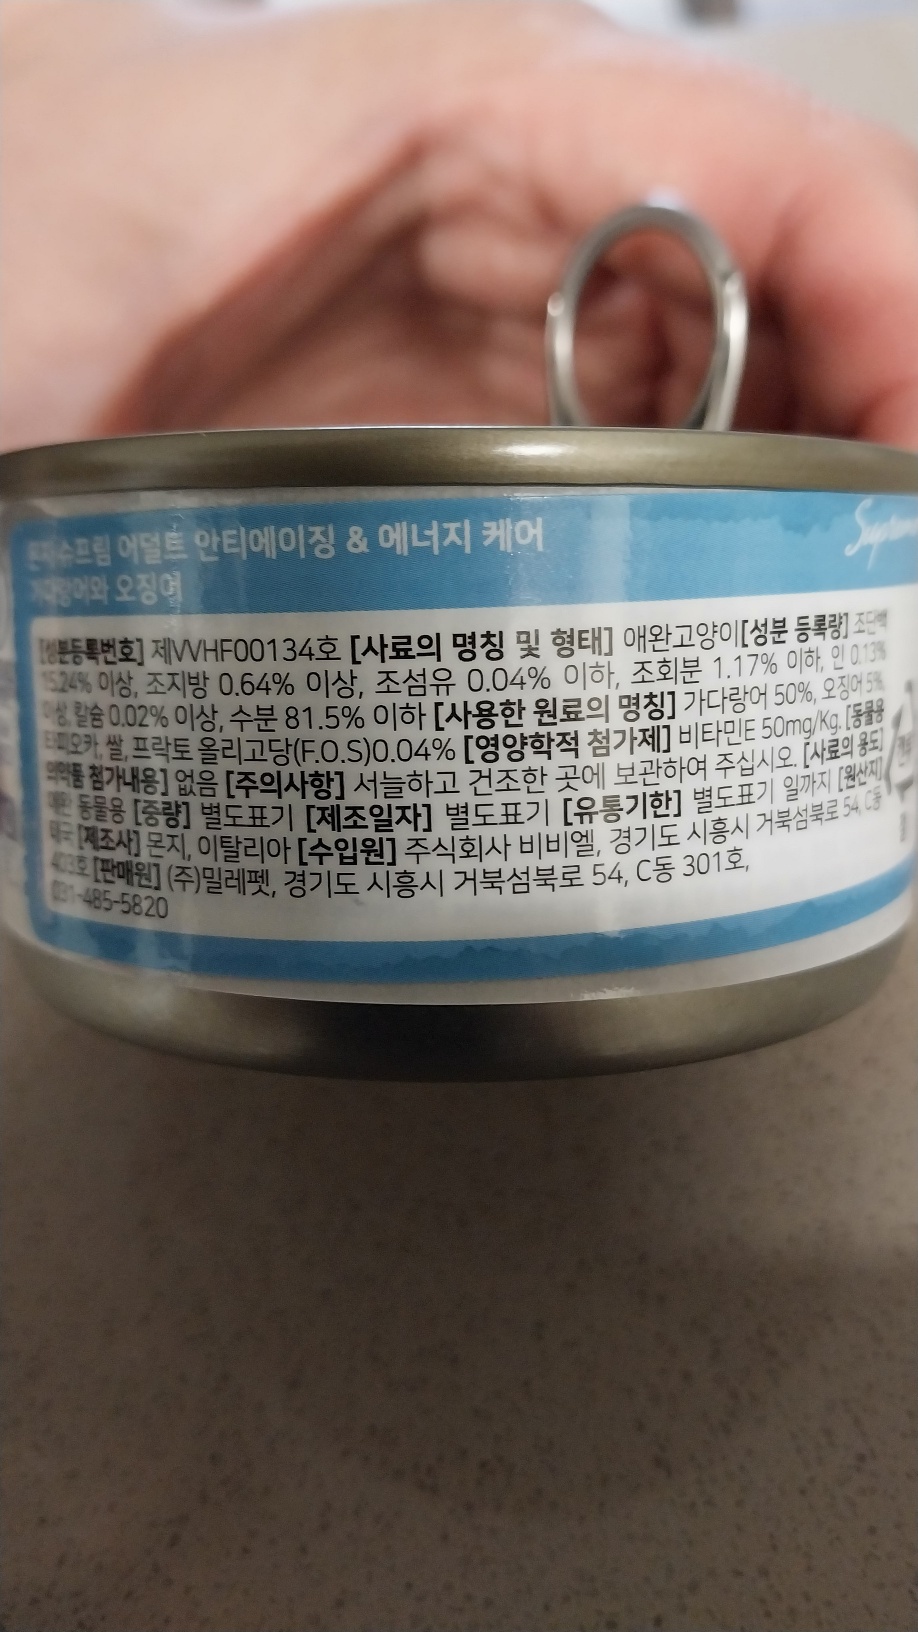 몬지 슈프림 어덜트 안티에이징 & 에너지 케어
가다랑어와 오징어
[성분등록번호] 제VVHF00134호 [사료의 명칭 및 형태] 애완고양이[성분 등록량] 조단백
15.24% 이상, 조지방 0.64% 이상, 조섬유 0.04% 이하, 조회분 1.17% 이하, 인 0.13%
이상, 칼슘 0.02% 이상, 수분 81.5% 이하 [사용한 원료의 명칭] 가다랑어 50%, 오징어 5%,
타피오카, 쌀, 프락토 올리고당(F.O.S)0.04% [영양학적 첨가제] 비타민E 50mg/Kg. [동물용
의약품 첨가내용] 없음 [주의사항] 서늘하고 건조한 곳에 보관하여 주십시오. [사료의 용도]
애완 동물용 [중량] 별도표기 [제조일자] 별도표기 [유통기한] 별도표기 일까지 [원산지]
태국 [제조사] 몬지, 이탈리아 [수입원] 주식회사 비비엘, 경기도 시흥시 거북섬북로 54, C동
403호 [판매원] (주)밀레펫, 경기도 시흥시 거북섬북로 54, C동 301호,
031-485-5820